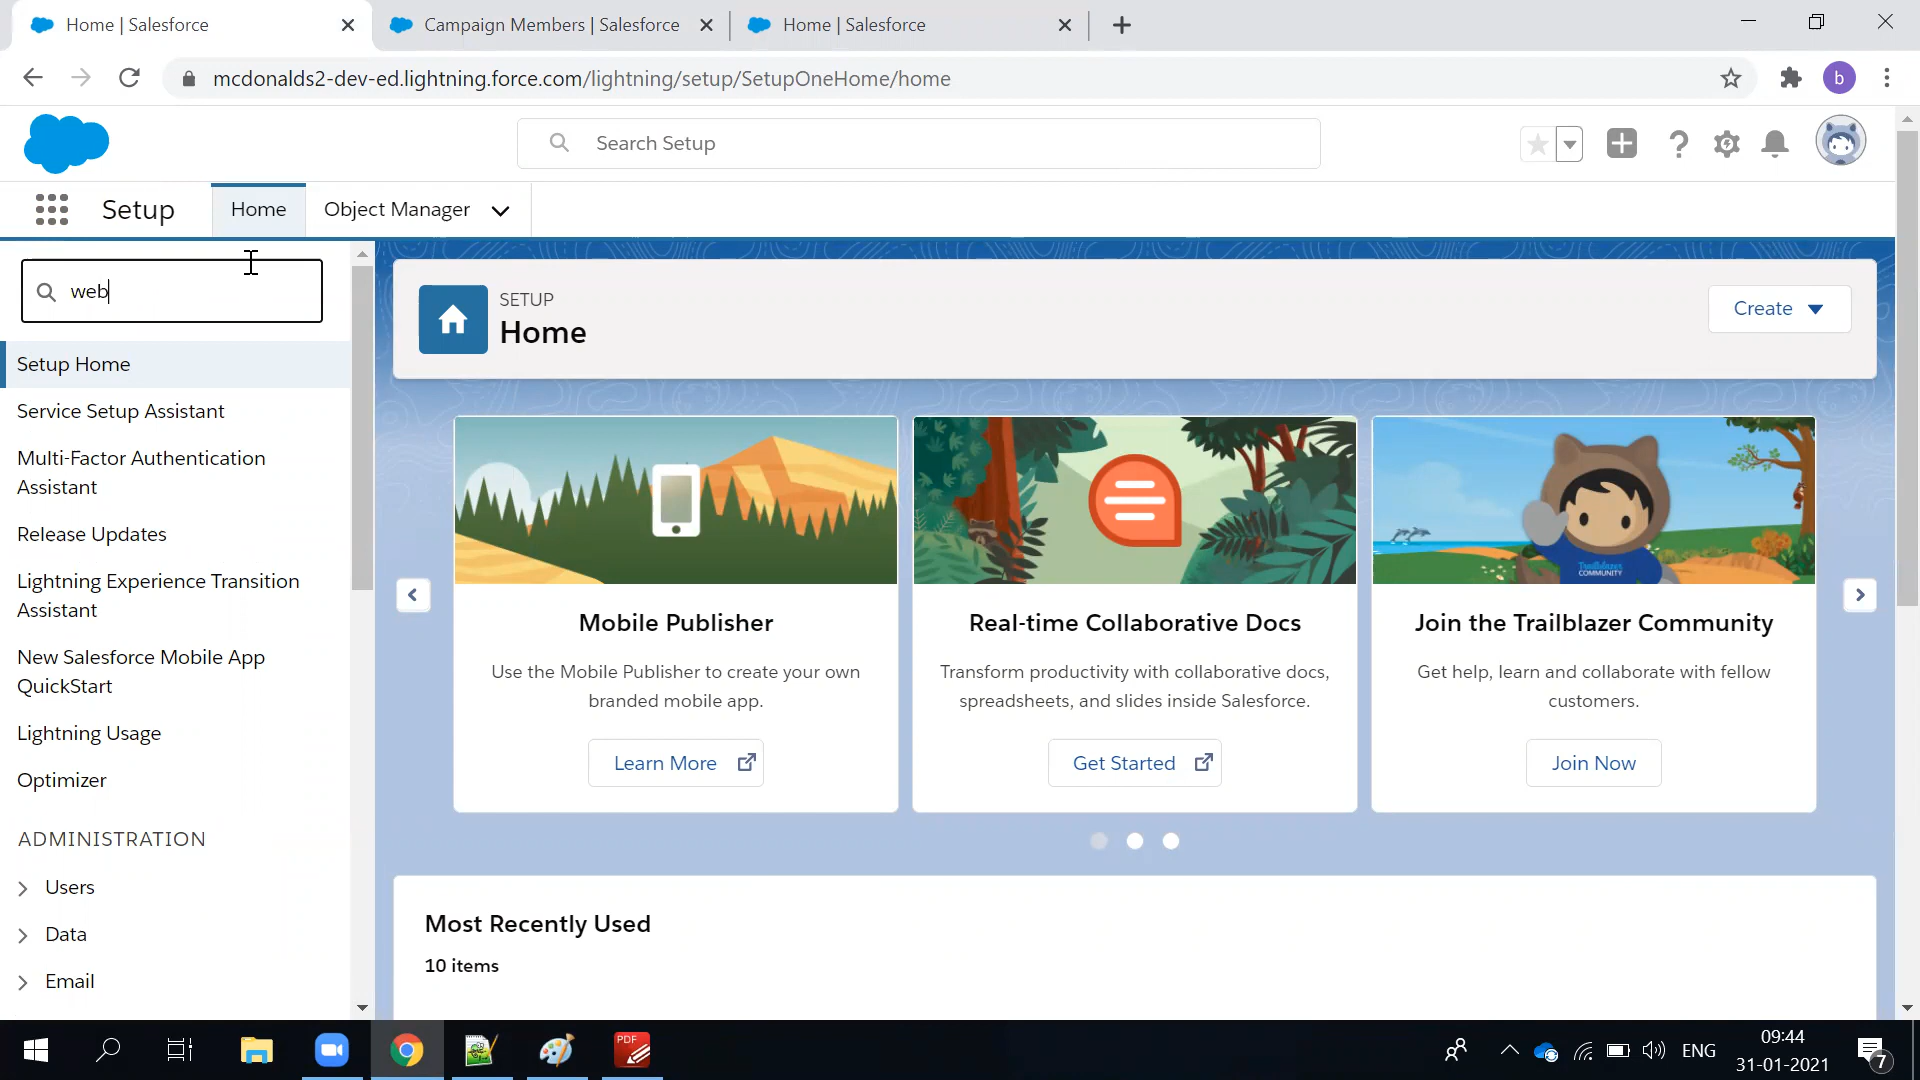 Home | Salesforce
Campaign Members | Salesforce
Home | Salesforce
mcdonalds2-dev-ed.lightning.force.com/lightning/setup/SetupOneHome/home
b
Search Setup
Setup
Home
Object Manager
web
Setup Home
Service Setup Assistant
Multi-Factor Authentication
Assistant
Release Updates
Lightning Experience Transition
Assistant
New Salesforce Mobile App
QuickStart
Lightning Usage
Optimizer
ADMINISTRATION
Users
Data
Email
SETUP
Home
Create
Mobile Publisher
Use the Mobile Publisher to create your own
branded mobile app.
Learn More
Real-time Collaborative Docs
Transform productivity with collaborative docs,
spreadsheets, and slides inside Salesforce.
Get Started
TRAILBLAZER
COMMUNITY
Join the Trailblazer Community
Get help, learn and collaborate with fellow
customers.
Join Now
Most Recently Used
10 items
PDF
ENG
09:44
31-01-2021
7